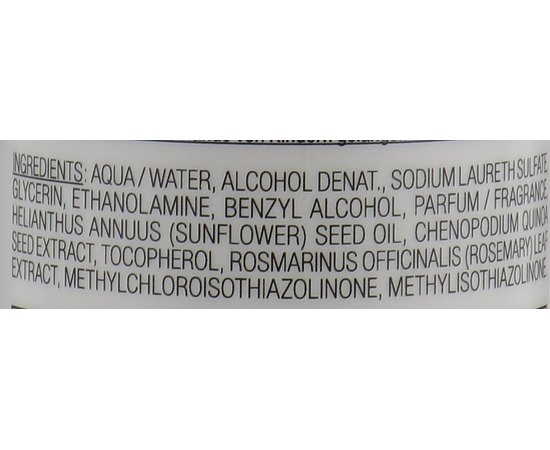 INGREDIENTS: AQUA / WATER, ALCOHOL DENAT., SODIUM LAURETH SULFATE,
GLYCERIN, ETHANOLAMINE, BENZYL ALCOHOL, PARFUM / FRAGRANCE,
HELIANTHUS ANNUUS (SUNFLOWER) SEED OIL, CHENOPODIUM QUINOA
SEED EXTRACT, TOCOPHEROL, ROSMARINUS OFFICINALIS (ROSEMARY) LEAF
EXTRACT, METHYLCHLOROISOTHIAZOLINONE, METHYLISOTHIAZOLINONE